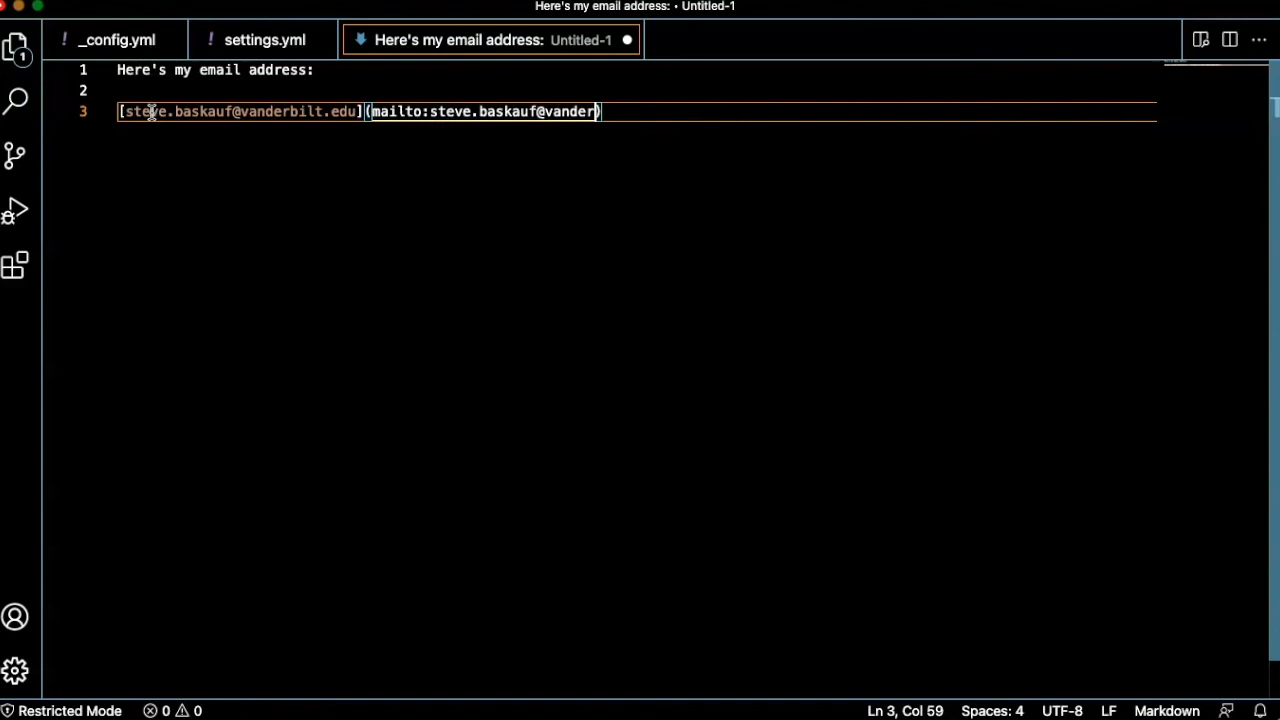 Here's my email address: • Untitled-1
! _config.yml
! settings.yml
Here's my email address: Untitled-1
1
1 Here's my email address:
2
3 [steve.baskauf@vanderbilt.edu](mailto:steve.baskauf@vander)
Restricted Mode
0 0
Ln 3, Col 59
Spaces: 4
UTF-8
LF
Markdown